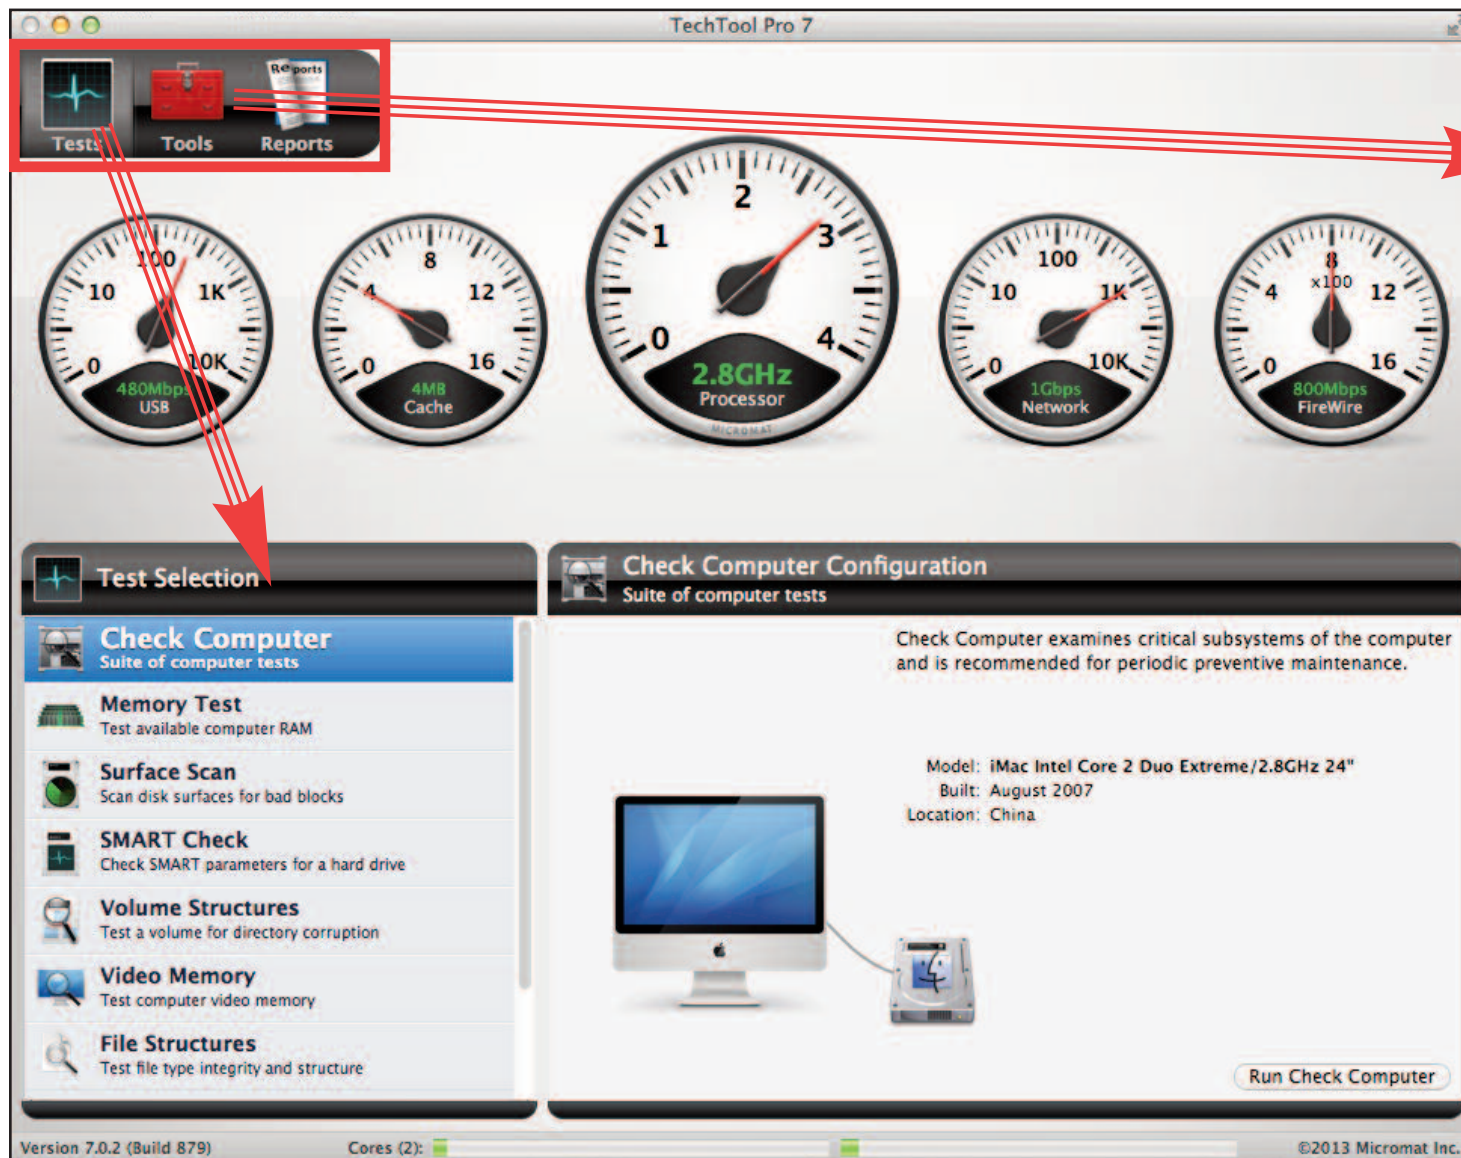 TechTool Pro 7
Reports
Tests Tools Reports
0 10 100 1K 10K
480Mbps
USB
0 4 8 12 16
4MB
Cache
0 1 2 3 4
2.8GHz
Processor
MICROMAT
0 10 100 1K 10K
1Gbps
Network
0 4 8 12 16
x100
800Mbps
FireWire
Test Selection
Check Computer
Suite of computer tests
Memory Test
Test available computer RAM
Surface Scan
Scan disk surfaces for bad blocks
SMART Check
Check SMART parameters for a hard drive
Volume Structures
Test a volume for directory corruption
Video Memory
Test computer video memory
File Structures
Test file type integrity and structure
Check Computer Configuration
Suite of computer tests
Check Computer examines critical subsystems of the computer
and is recommended for periodic preventive maintenance.
Model: iMac Intel Core 2 Duo Extreme/2.8GHz 24"
Built: August 2007
Location: China
Run Check Computer
Version 7.0.2 (Build 879)
Cores (2):
©2013 Micromat Inc.